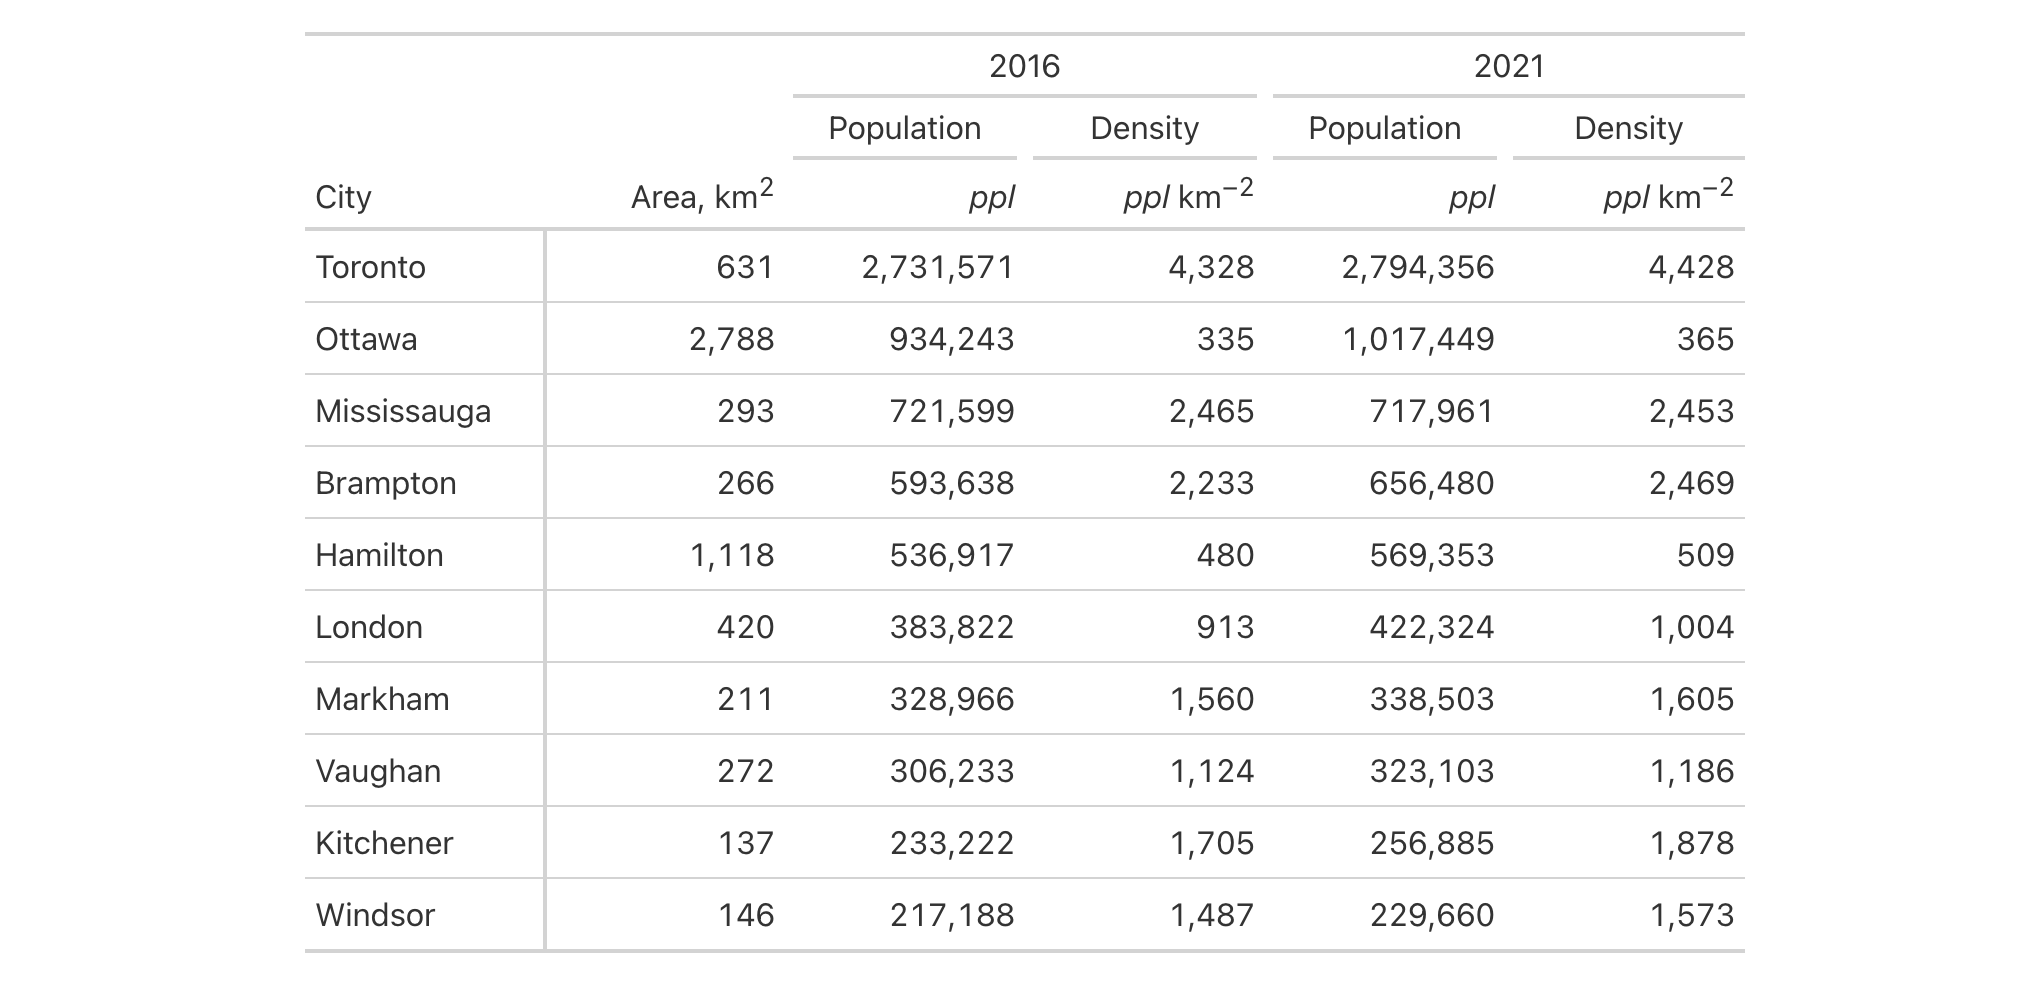 2016 2021
Population Density Population Density
City Area, km² ppl ppl km⁻² ppl ppl km⁻²
Toronto 631 2,731,571 4,328 2,794,356 4,428
Ottawa 2,788 934,243 335 1,017,449 365
Mississauga 293 721,599 2,465 717,961 2,453
Brampton 266 593,638 2,233 656,480 2,469
Hamilton 1,118 536,917 480 569,353 509
London 420 383,822 913 422,324 1,004
Markham 211 328,966 1,560 338,503 1,605
Vaughan 272 306,233 1,124 323,103 1,186
Kitchener 137 233,222 1,705 256,885 1,878
Windsor 146 217,188 1,487 229,660 1,573